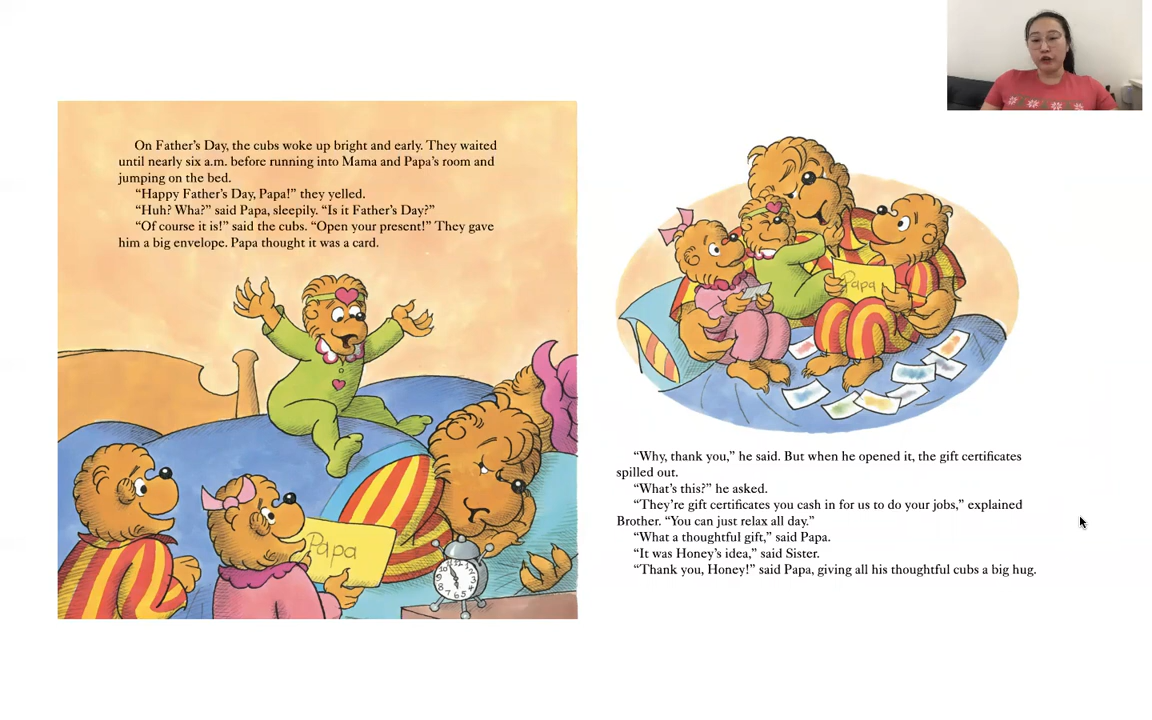 On Father's Day, the cubs woke up bright and early. They waited
until nearly six a.m. before running into Mama and Papa's room and
jumping on the bed.
“Happy Father's Day, Papa!” they yelled.
“Huh? Wha?” said Papa, sleepily. “Is it Father's Day?”
“Of course it is!” said the cubs. “Open your present!” They gave
him a big envelope. Papa thought it was a card.
Papa
Papa
“Why, thank you,” he said. But when he opened it, the gift certificates
spilled out.
“What's this?” he asked.
“They're gift certificates you cash in for us to do your jobs,” explained
Brother. “You can just relax all day.”
“What a thoughtful gift,” said Papa.
“It was Honey's idea,” said Sister.
“Thank you, Honey!” said Papa, giving all his thoughtful cubs a big hug.